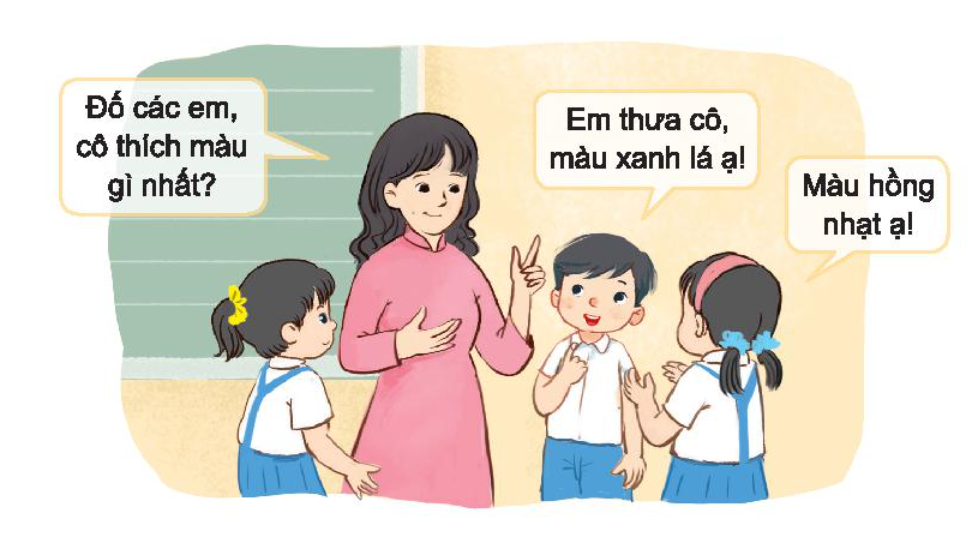 Đố các em,
cô thích màu
gì nhất?
Em thưa cô,
màu xanh lá ạ!
Màu hồng
nhạt ạ!